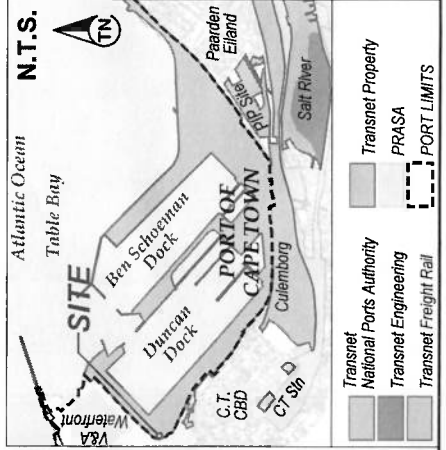 N.T.S.
TN
Atlantic Ocean
Table Bay
SITE
Ben Schoeman
Dock
Duncan
Dock
PORT OF
CAPE TOWN
Paarden
Eiland
PIP Site
Salt River
Culemborg
V&A
Waterfront
C.T.
CBD
CT Stn
Transnet
National Ports Authority
Transnet Engineering
Transnet Freight Rail
Transnet Property
PRASA
PORT LIMITS